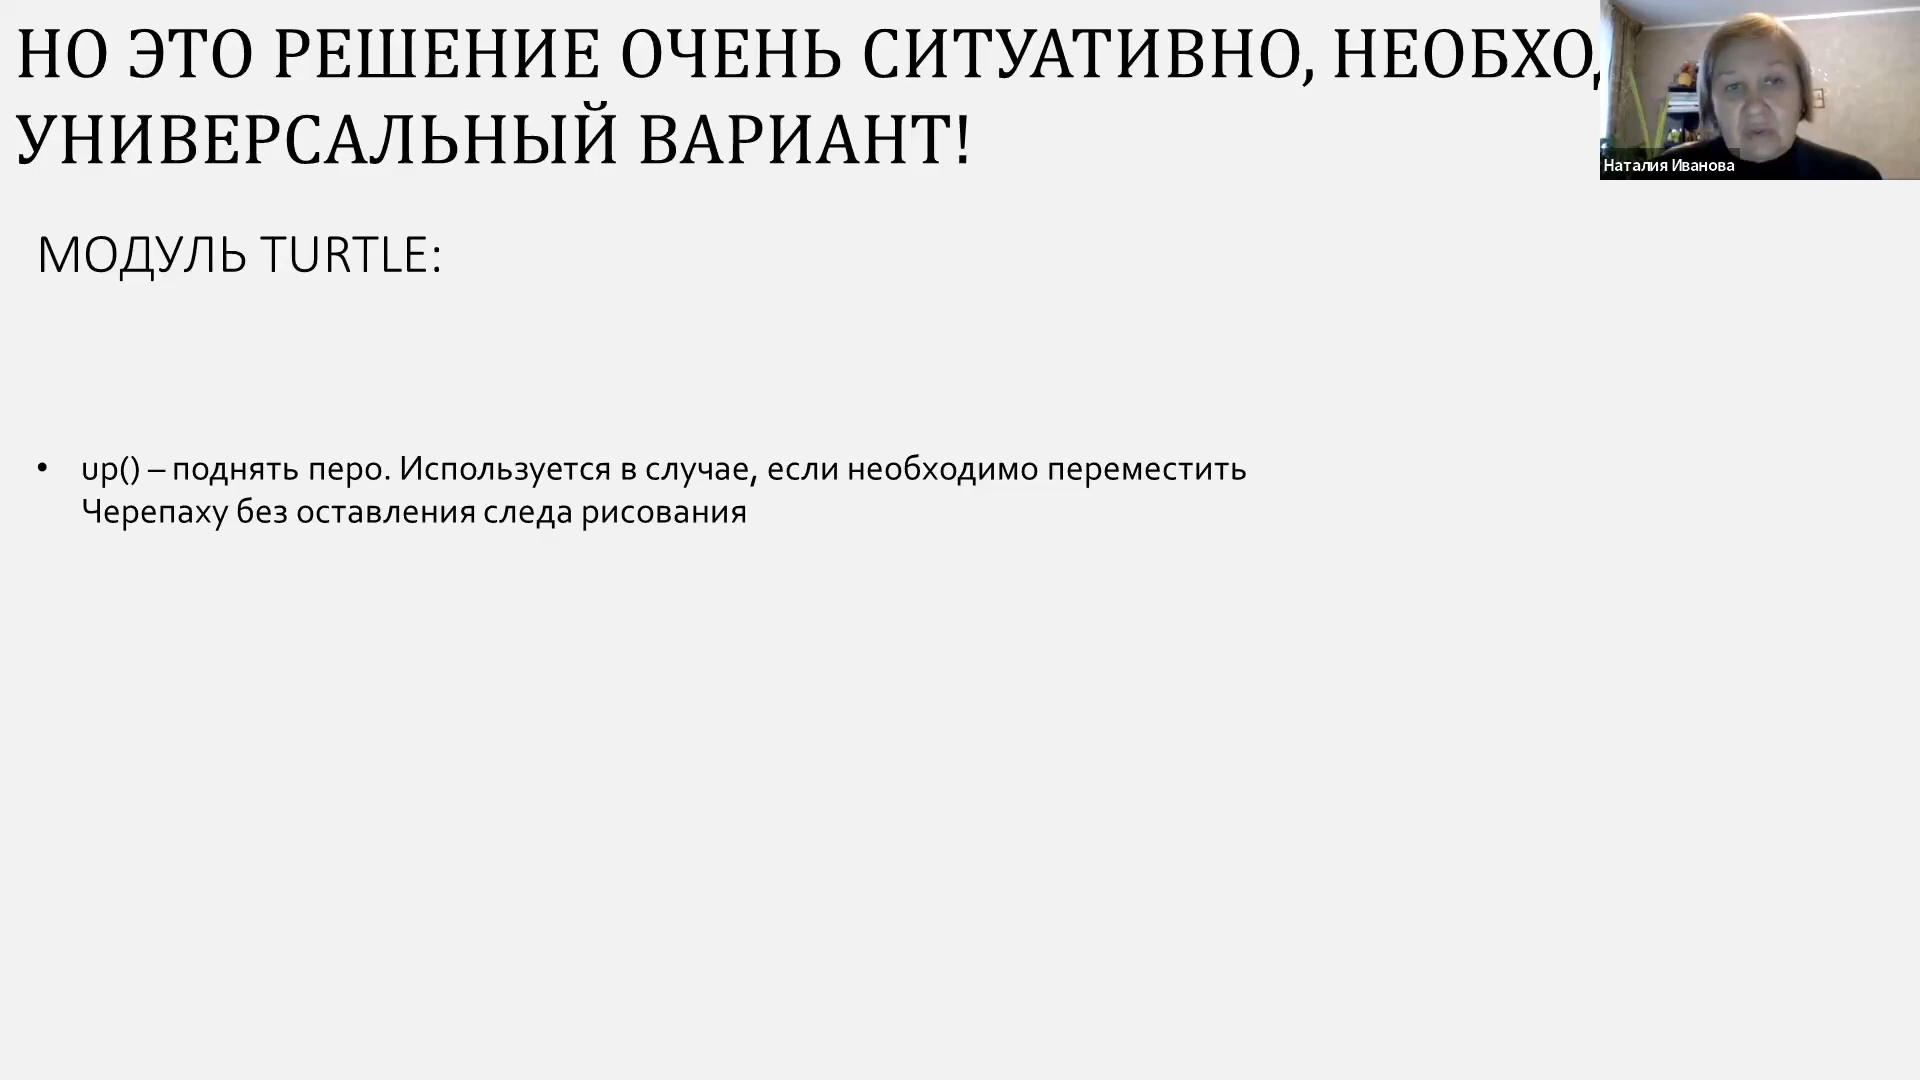 НО ЭТО РЕШЕНИЕ ОЧЕНЬ СИТУАТИВНО,
УНИВЕРСАЛЬНЫЙ ВАРИАНТ!
Наталия Иванова
МОДУЛЬ TURTLE:
• up() – поднять перо. Используется в случае, если необходимо переместить
Черепаху без оставления следа рисования